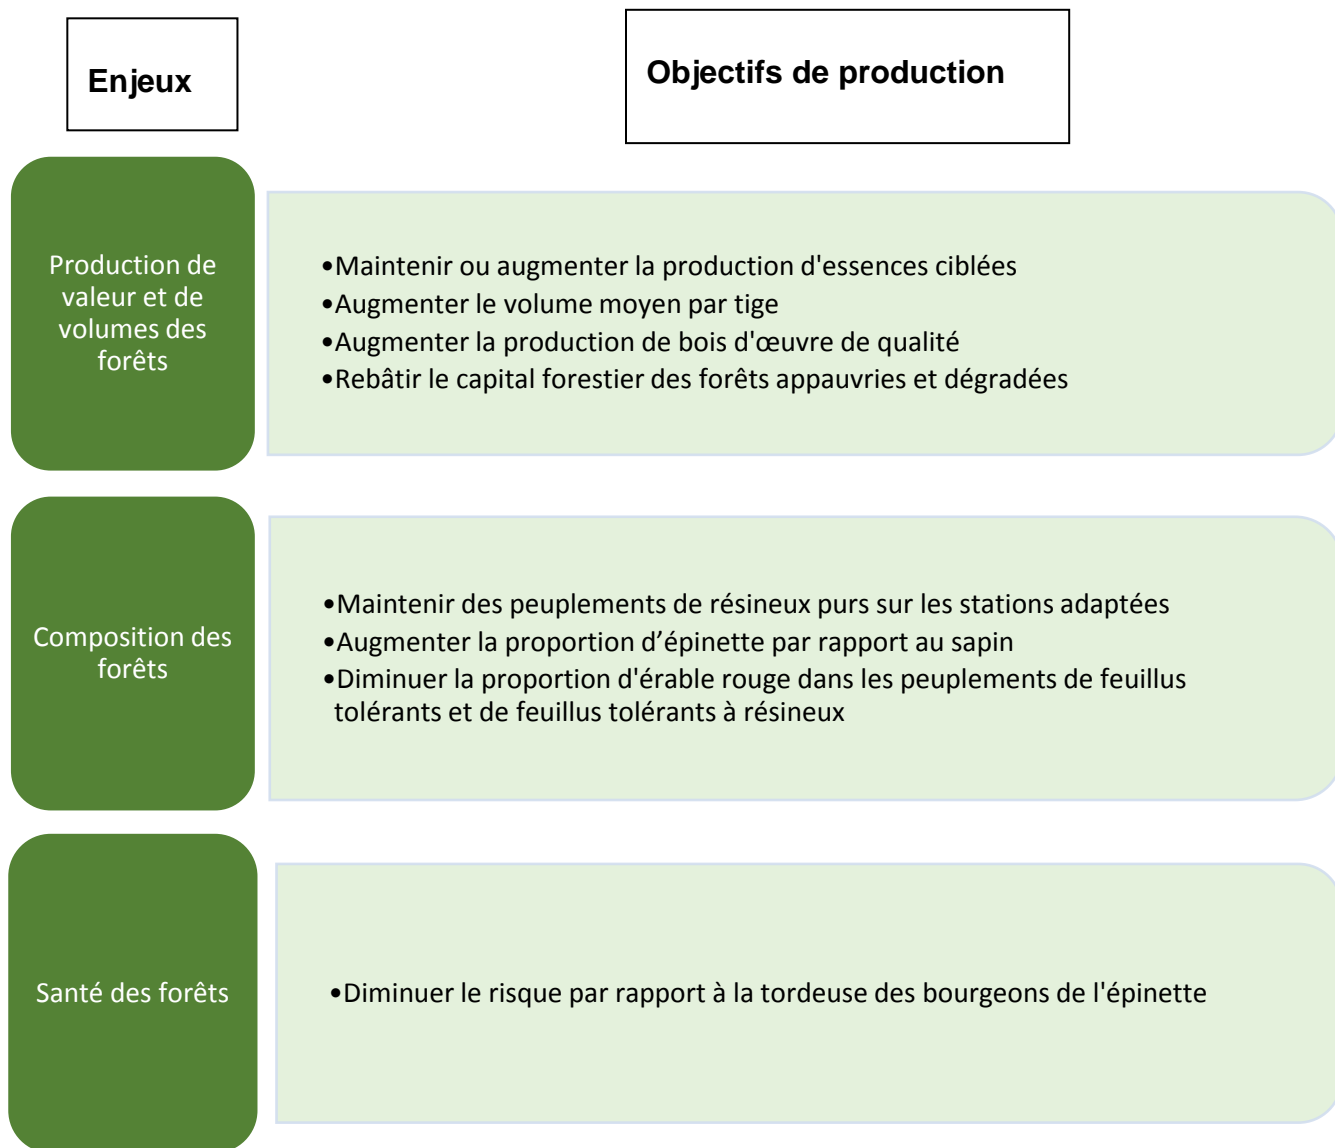 Enjeux
Objectifs de production
Production de
valeur et de
volumes des
forêts
•Maintenir ou augmenter la production d'essences ciblées
•Augmenter le volume moyen par tige
•Augmenter la production de bois d'œuvre de qualité
•Rebâtir le capital forestier des forêts appauvries et dégradées
Composition des
forêts
•Maintenir des peuplements de résineux purs sur les stations adaptées
•Augmenter la proportion d’épinette par rapport au sapin
•Diminuer la proportion d'érable rouge dans les peuplements de feuillus
tolérants et de feuillus tolérants à résineux
Santé des forêts
•Diminuer le risque par rapport à la tordeuse des bourgeons de l'épinette